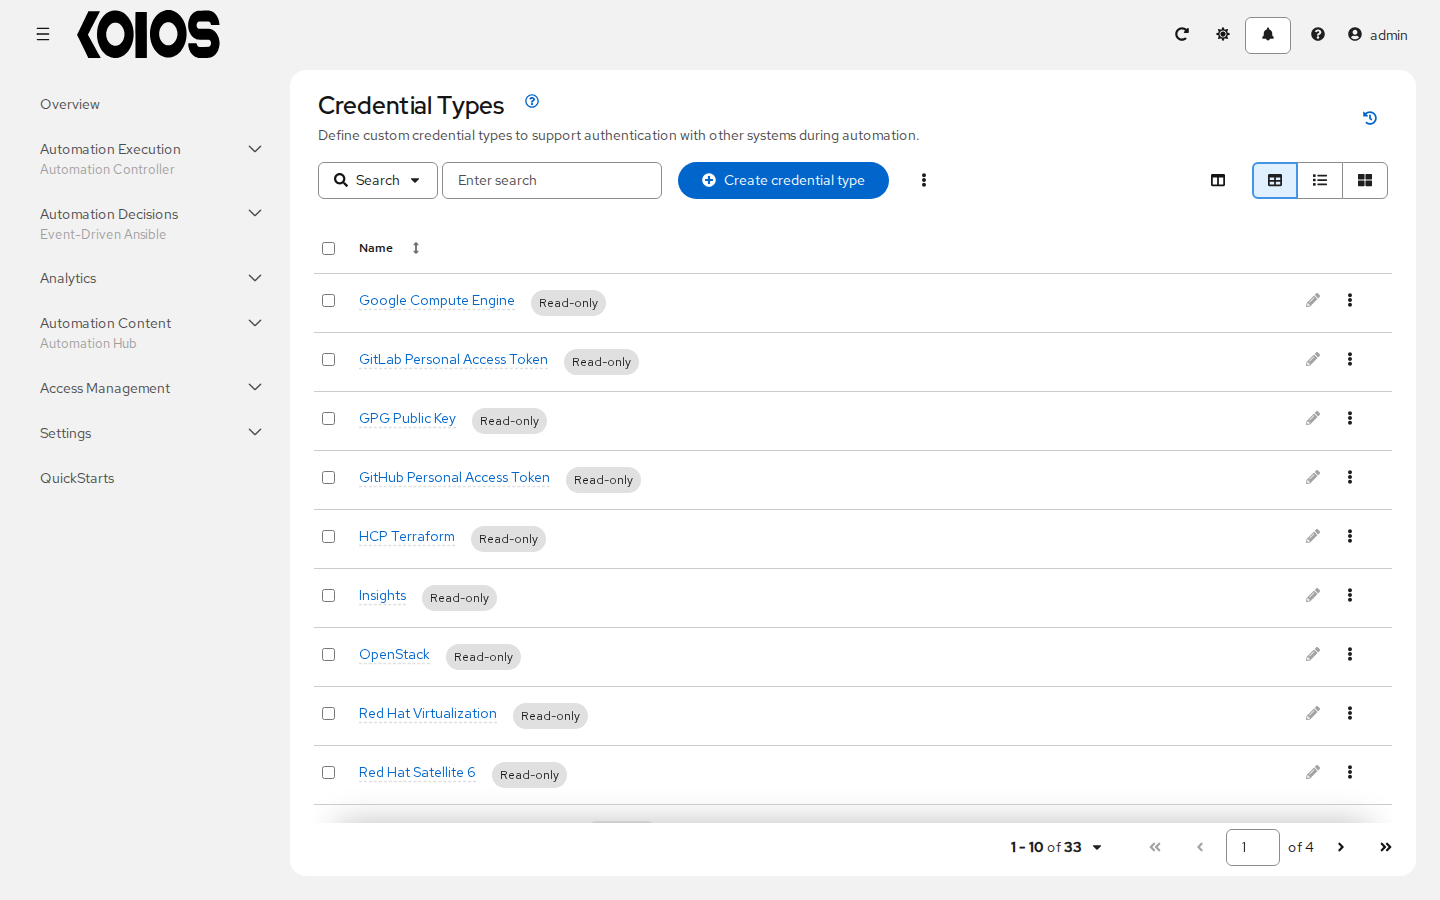 KOIOS
admin
Overview
Automation Execution
Automation Controller
Automation Decisions
Event-Driven Ansible
Analytics
Automation Content
Automation Hub
Access Management
Settings
QuickStarts
Credential Types
Define custom credential types to support authentication with other systems during automation.
Search
Enter search
Create credential type
Name
Google Compute Engine Read-only
GitLab Personal Access Token Read-only
GPG Public Key Read-only
GitHub Personal Access Token Read-only
HCP Terraform Read-only
Insights Read-only
OpenStack Read-only
Red Hat Virtualization Read-only
Red Hat Satellite 6 Read-only
1 - 10 of 33
1 of 4